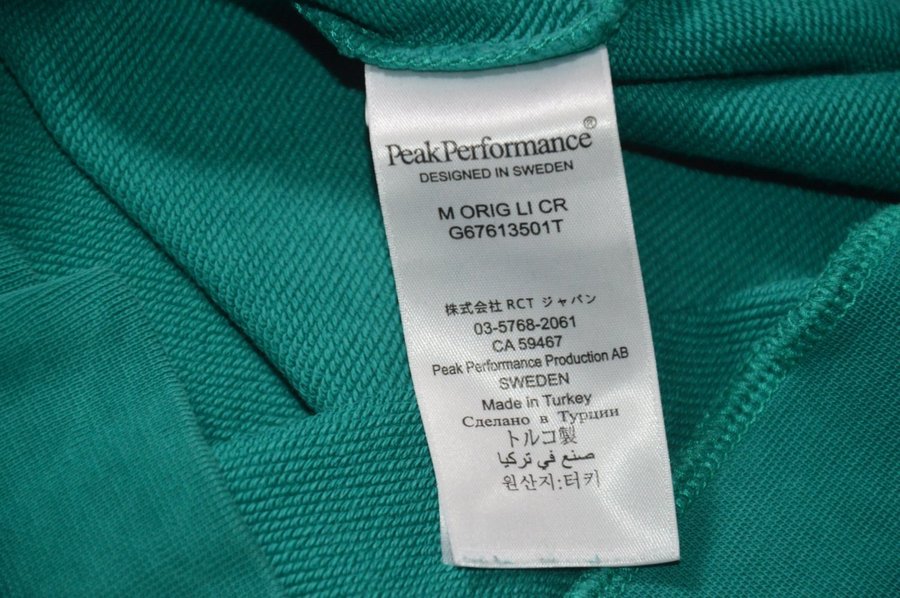 PeakPerformance®
DESIGNED IN SWEDEN
M ORIG LI CR
G67613501T
株式会社 RCT ジャパン
03-5768-2061
CA 59467
Peak Performance Production AB
SWEDEN
Made in Turkey
Сделано в Турции
トルコ製
صنع في تركيا
원산지:터키